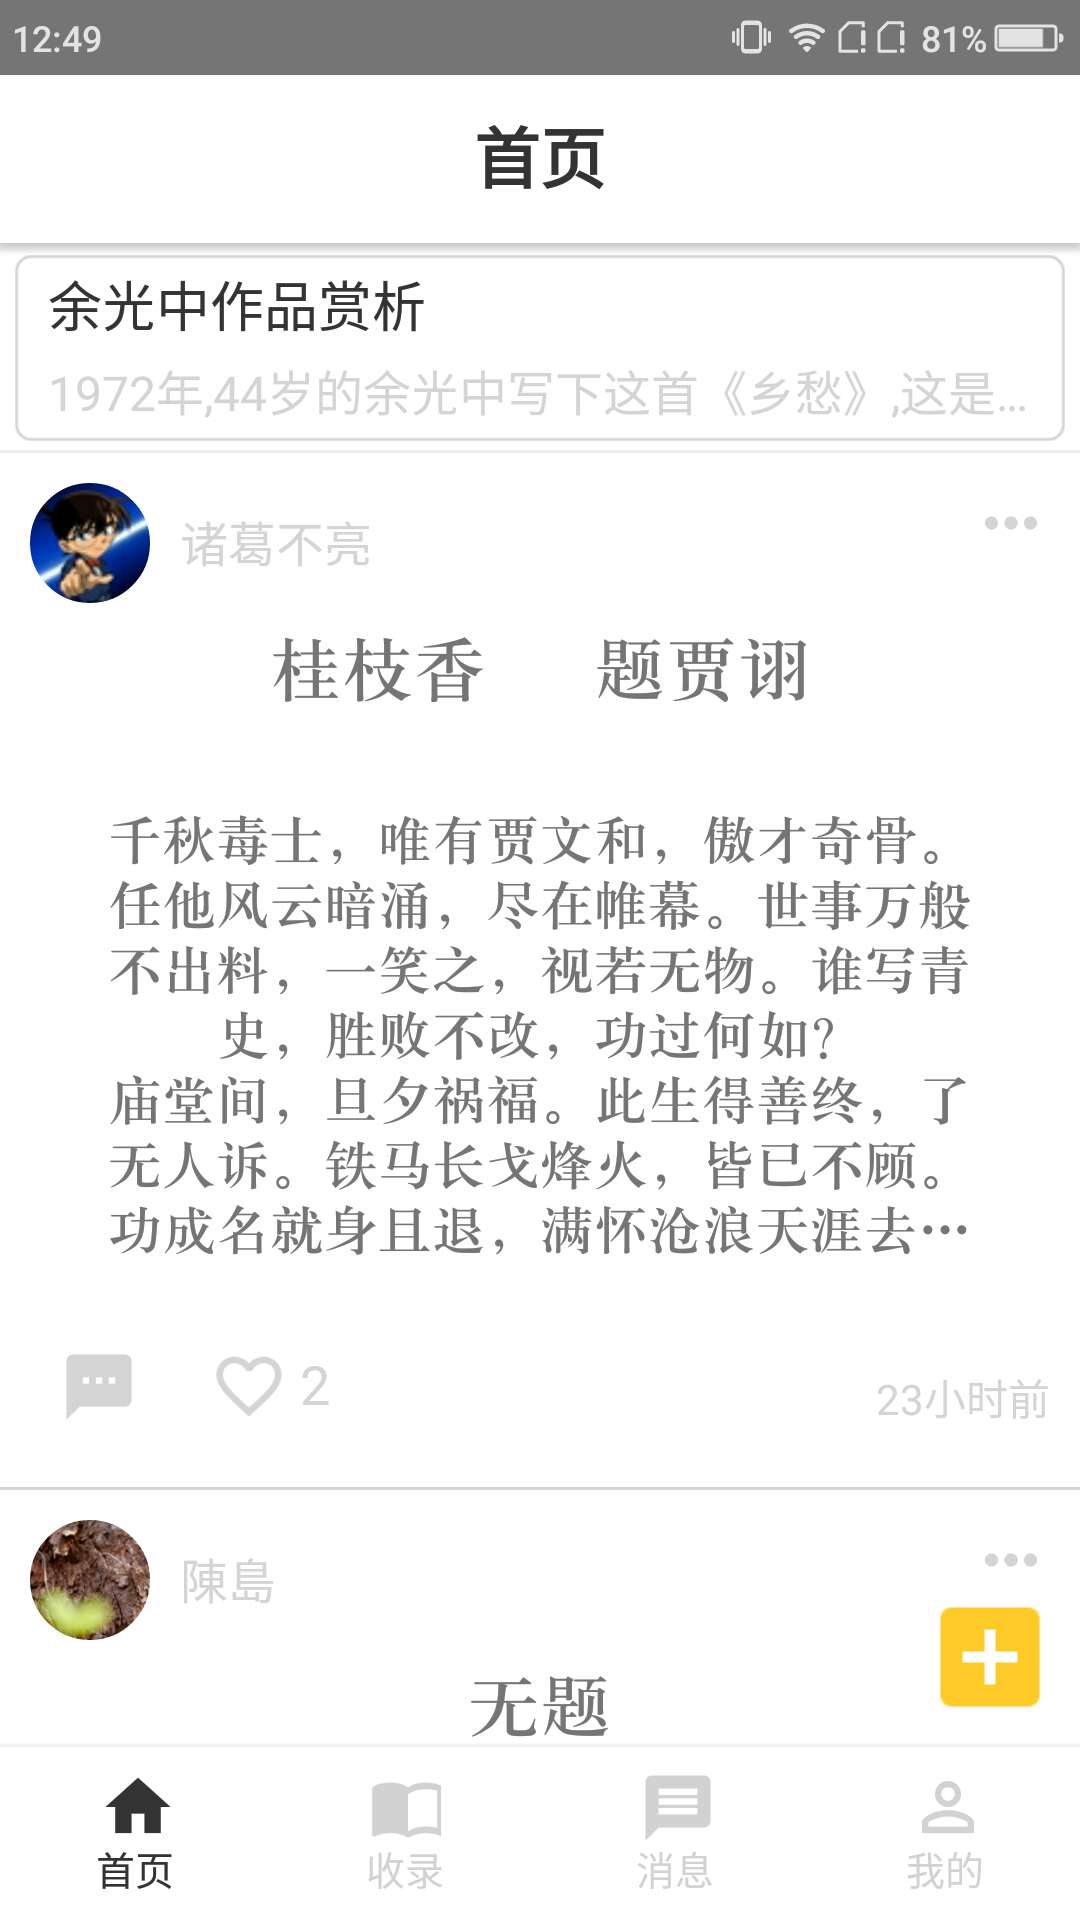 12:49
81%
首页
余光中作品赏析
1972年,44岁的余光中写下这首《乡愁》,这是...
诸葛不亮
桂枝香 题贾诩
千秋毒士，唯有贾文和，傲才奇骨。
任他风云暗涌，尽在帷幕。世事万般
不出料，一笑之，视若无物。谁写青
史，胜败不改，功过何如？
庙堂间，旦夕祸福。此生得善终，了
无人诉。铁马长戈烽火，皆已不顾。
功成名就身且退，满怀沧浪天涯去…
2
23小时前
陳島
无题
首页
收录
消息
我的